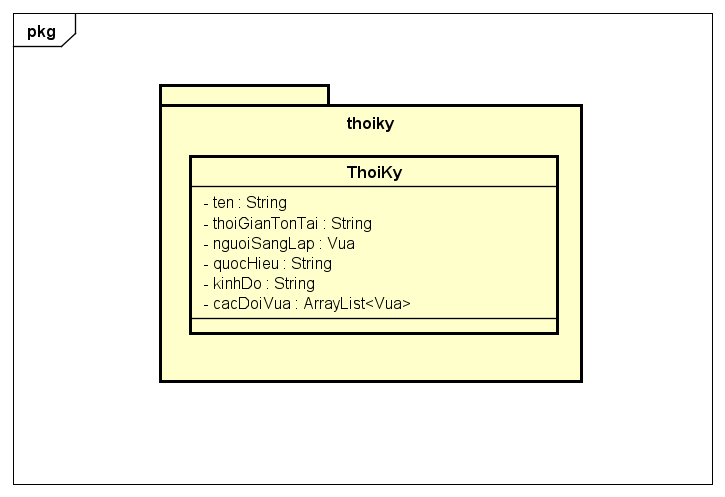 pkg
thoiky
ThoiKy
- ten : String
- thoiGianTonTai : String
- nguoiSangLap : Vua
- quocHieu : String
- kinhDo : String
- cacDoiVua : ArrayList<Vua>